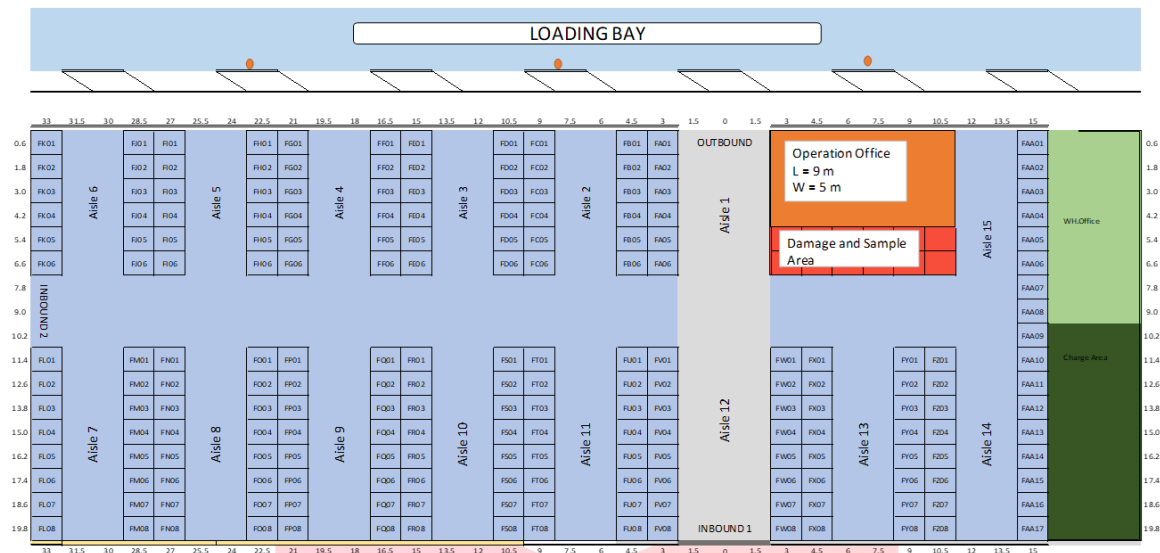 LOADING BAY
33 31.5 30 28.5 27 25.5 24 22.5 21 19.5 18 16.5 15 13.5 12 10.5 9 7.5 6 4.5 3 1.5 0 1.5 3 4.5 6 7.5 9 10.5 12 13.5 15
0.6 FK01 FJ01 FI01 FH01 FG01 FF01 FE01 FD01 FC01 FB01 FA01 OUTBOUND FAA01 0.6
Operation Office
L = 9 m
W = 5 m
1.8 FK02 FJ02 FI02 FH02 FG02 FF02 FE02 FD02 FC02 FB02 FA02 FAA02 1.8
3.0 FK03 FJ03 FI03 FH03 FG03 FF03 FE03 FD03 FC03 FB03 FA03 FAA03 3.0
Aisle 6 Aisle 5 Aisle 4 Aisle 3 Aisle 2 Aisle 1 Aisle 15
4.2 FK04 FJ04 FI04 FH04 FG04 FF04 FE04 FD04 FC04 FB04 FA04 FAA04 WH.Office 4.2
5.4 FK05 FJ05 FI05 FH05 FG05 FF05 FE05 FD05 FC05 FB05 FA05 FAA05 5.4
Damage and Sample
Area
6.6 FK06 FJ06 FI06 FH06 FG06 FF06 FE06 FD06 FC06 FB06 FA06 FAA06 6.6
7.8 FAA07 7.8
INBOUND 2
9.0 FAA08 9.0
10.2 FAA09 10.2
11.4 FL01 FM01 FN01 FO01 FP01 FQ01 FR01 FS01 FT01 FU01 FV01 FW01 FX01 FY01 FZ01 FAA10 Charge Area 11.4
12.6 FL02 FM02 FN02 FO02 FP02 FQ02 FR02 FS02 FT02 FU02 FV02 FW02 FX02 FY02 FZ02 FAA11 12.6
13.8 FL03 FM03 FN03 FO03 FP03 FQ03 FR03 FS03 FT03 FU03 FV03 FW03 FX03 FY03 FZ03 FAA12 13.8
15.0 FL04 FM04 FN04 FO04 FP04 FQ04 FR04 FS04 FT04 FU04 FV04 FW04 FX04 FY04 FZ04 FAA13 15.0
Aisle 7 Aisle 8 Aisle 9 Aisle 10 Aisle 11 Aisle 12 Aisle 13 Aisle 14
16.2 FL05 FM05 FN05 FO05 FP05 FQ05 FR05 FS05 FT05 FU05 FV05 FW05 FX05 FY05 FZ05 FAA14 16.2
17.4 FL06 FM06 FN06 FO06 FP06 FQ06 FR06 FS06 FT06 FU06 FV06 FW06 FX06 FY06 FZ06 FAA15 17.4
18.6 FL07 FM07 FN07 FO07 FP07 FQ07 FR07 FS07 FT07 FU07 FV07 FW07 FX07 FY07 FZ07 FAA16 18.6
19.8 FL08 FM08 FN08 FO08 FP08 FQ08 FR08 FS08 FT08 FU08 FV08 INBOUND 1 FW08 FX08 FY08 FZ08 FAA17 19.8
33 31.5 30 28.5 27 25.5 24 22.5 21 19.5 18 16.5 15 13.5 12 10.5 9 7.5 6 4.5 3 1.5 0 1.5 3 4.5 6 7.5 9 10.5 12 13.5 15